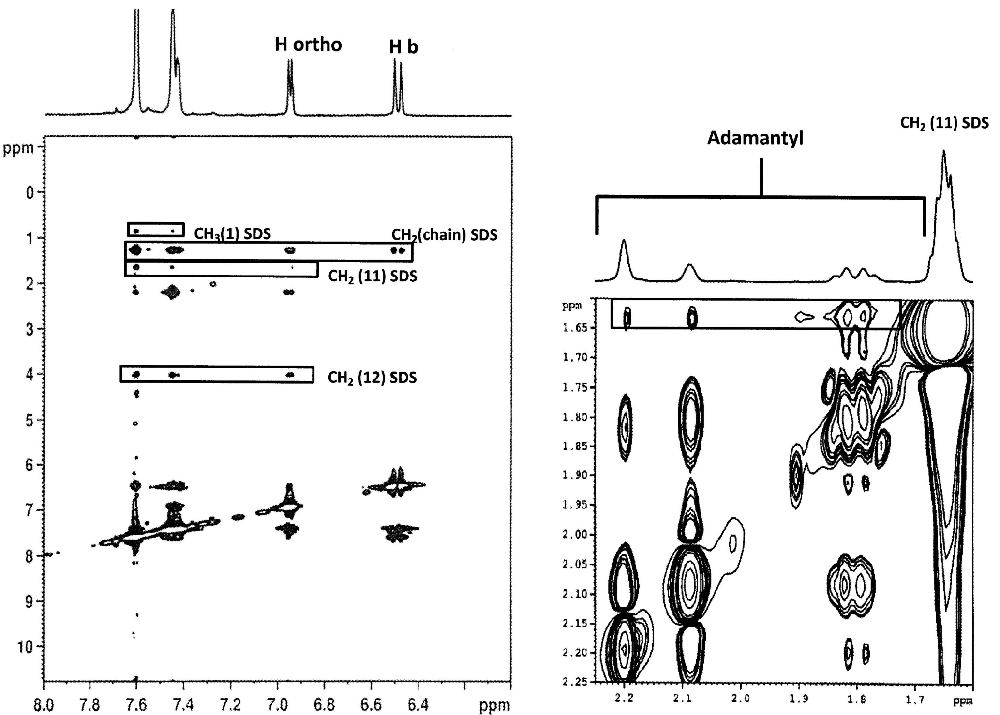 H ortho
H b
ppm
0
1
2
3
4
5
6
7
8
9
10
CH₃(1) SDS
CH₂(chain) SDS
CH₂ (11) SDS
CH₂ (12) SDS
8.0 7.8 7.6 7.4 7.2 7.0 6.8 6.6 6.4 ppm
CH₂ (11) SDS
Adamantyl
ppm
1.65
1.70
1.75
1.80
1.85
1.90
1.95
2.00
2.05
2.10
2.15
2.20
2.25
2.2 2.1 2.0 1.9 1.8 1.7 ppm